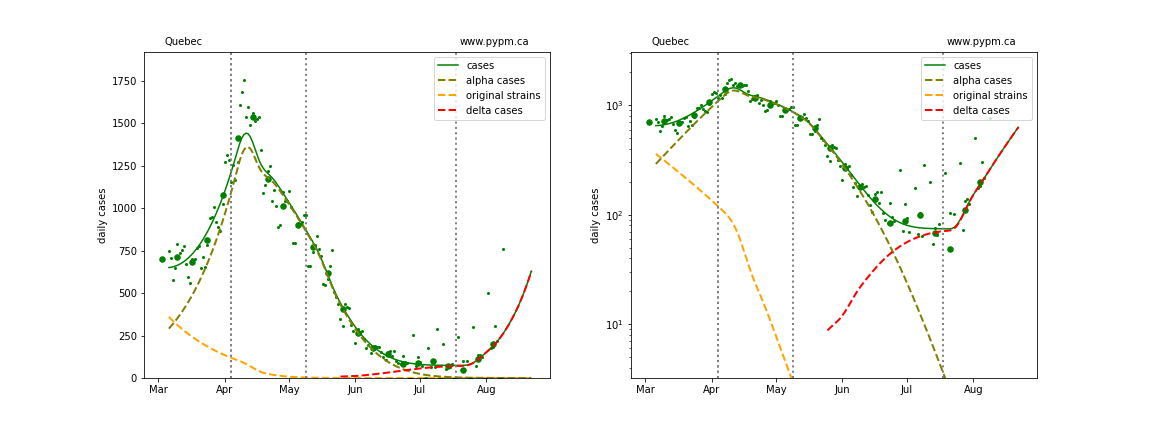 Quebec www.pypm.ca
cases
alpha cases
original strains
delta cases
daily cases
1750
1500
1250
1000
750
500
250
0
Mar Apr May Jun Jul Aug
Quebec www.pypm.ca
cases
alpha cases
original strains
delta cases
daily cases
10³
10²
10¹
Mar Apr May Jun Jul Aug